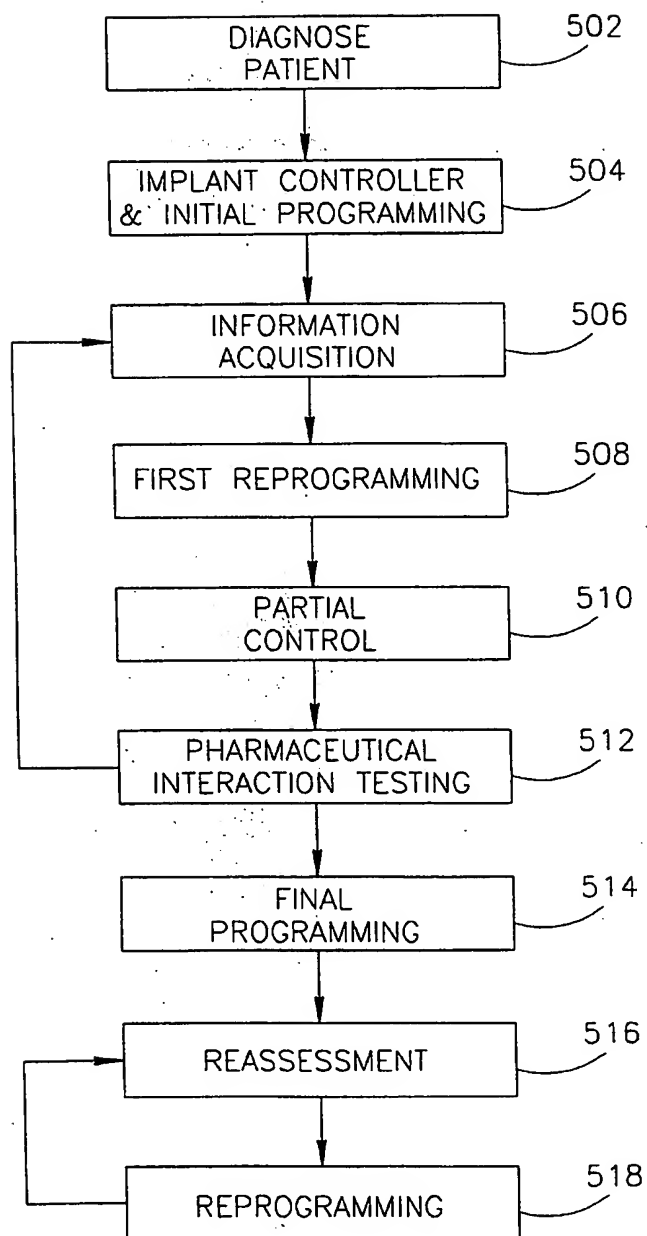 DIAGNOSE
PATIENT
502
IMPLANT CONTROLLER
& INITIAL PROGRAMMING
504
INFORMATION
ACQUISITION
506
FIRST REPROGRAMMING
508
PARTIAL
CONTROL
510
PHARMACEUTICAL
INTERACTION TESTING
512
FINAL
PROGRAMMING
514
REASSESSMENT
516
REPROGRAMMING
518